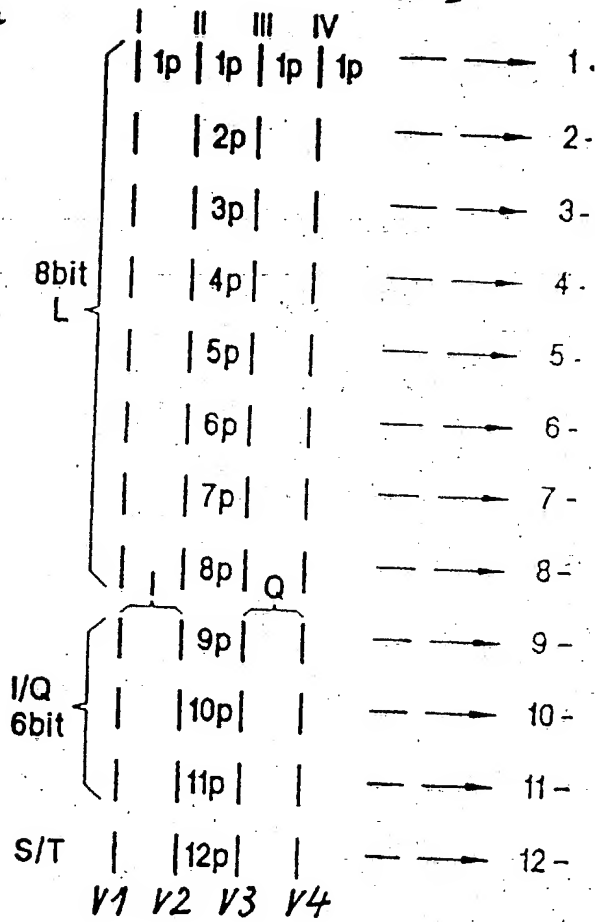 I II III IV
| 1p | 1p | 1p | 1p — — → 1.
| | 2p | | — — → 2-
| | 3p | | — — → 3-
8bit | | 4p | | — — → 4.
L
| | 5p | | — — → 5-
| | 6p | | — — → 6-
| | 7p | | — — → 7-
| | 8p | | — — → 8-
I Q
| | 9p | | — — → 9-
I/Q
6bit | | 10p | | — — → 10-
| | 11p | | — — → 11-
S/T | | 12p | | — — → 12-
V1 V2 V3 V4